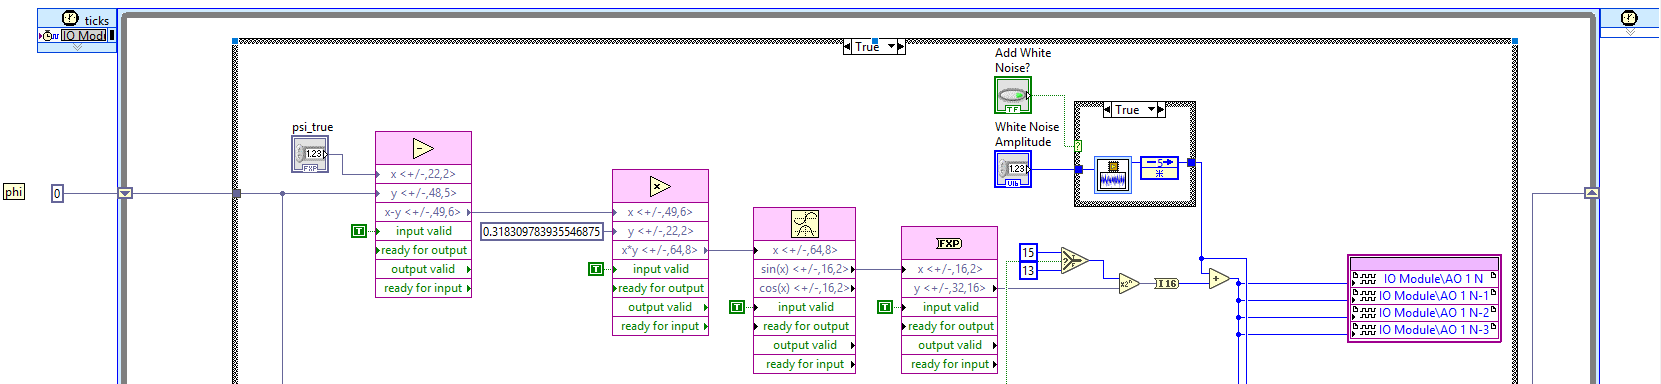 ticks
IO Modu
True
Add White
Noise?
TF
True
psi_true
1.23
FXP
White Noise
Amplitude
1.23
U16
?
phi
0
x <+/-,22,2>
y <+/-,48,5>
x-y <+/-,49,6>
input valid
ready for output
output valid
ready for input
T
0.318309783935546875
x <+/-,49,6>
y <+/-,22,2>
x*y <+/-,64,8>
input valid
ready for output
output valid
ready for input
T
x <+/-,64,8>
sin(x) <+/-,16,2>
cos(x) <+/-,16,2>
input valid
ready for output
output valid
ready for input
T
FXP
x <+/-,16,2>
y <+/-,32,16>
input valid
ready for output
output valid
ready for input
T
15
13
?
x2ⁿ
I16
IO Module\AO 1 N
IO Module\AO 1 N-1
IO Module\AO 1 N-2
IO Module\AO 1 N-3